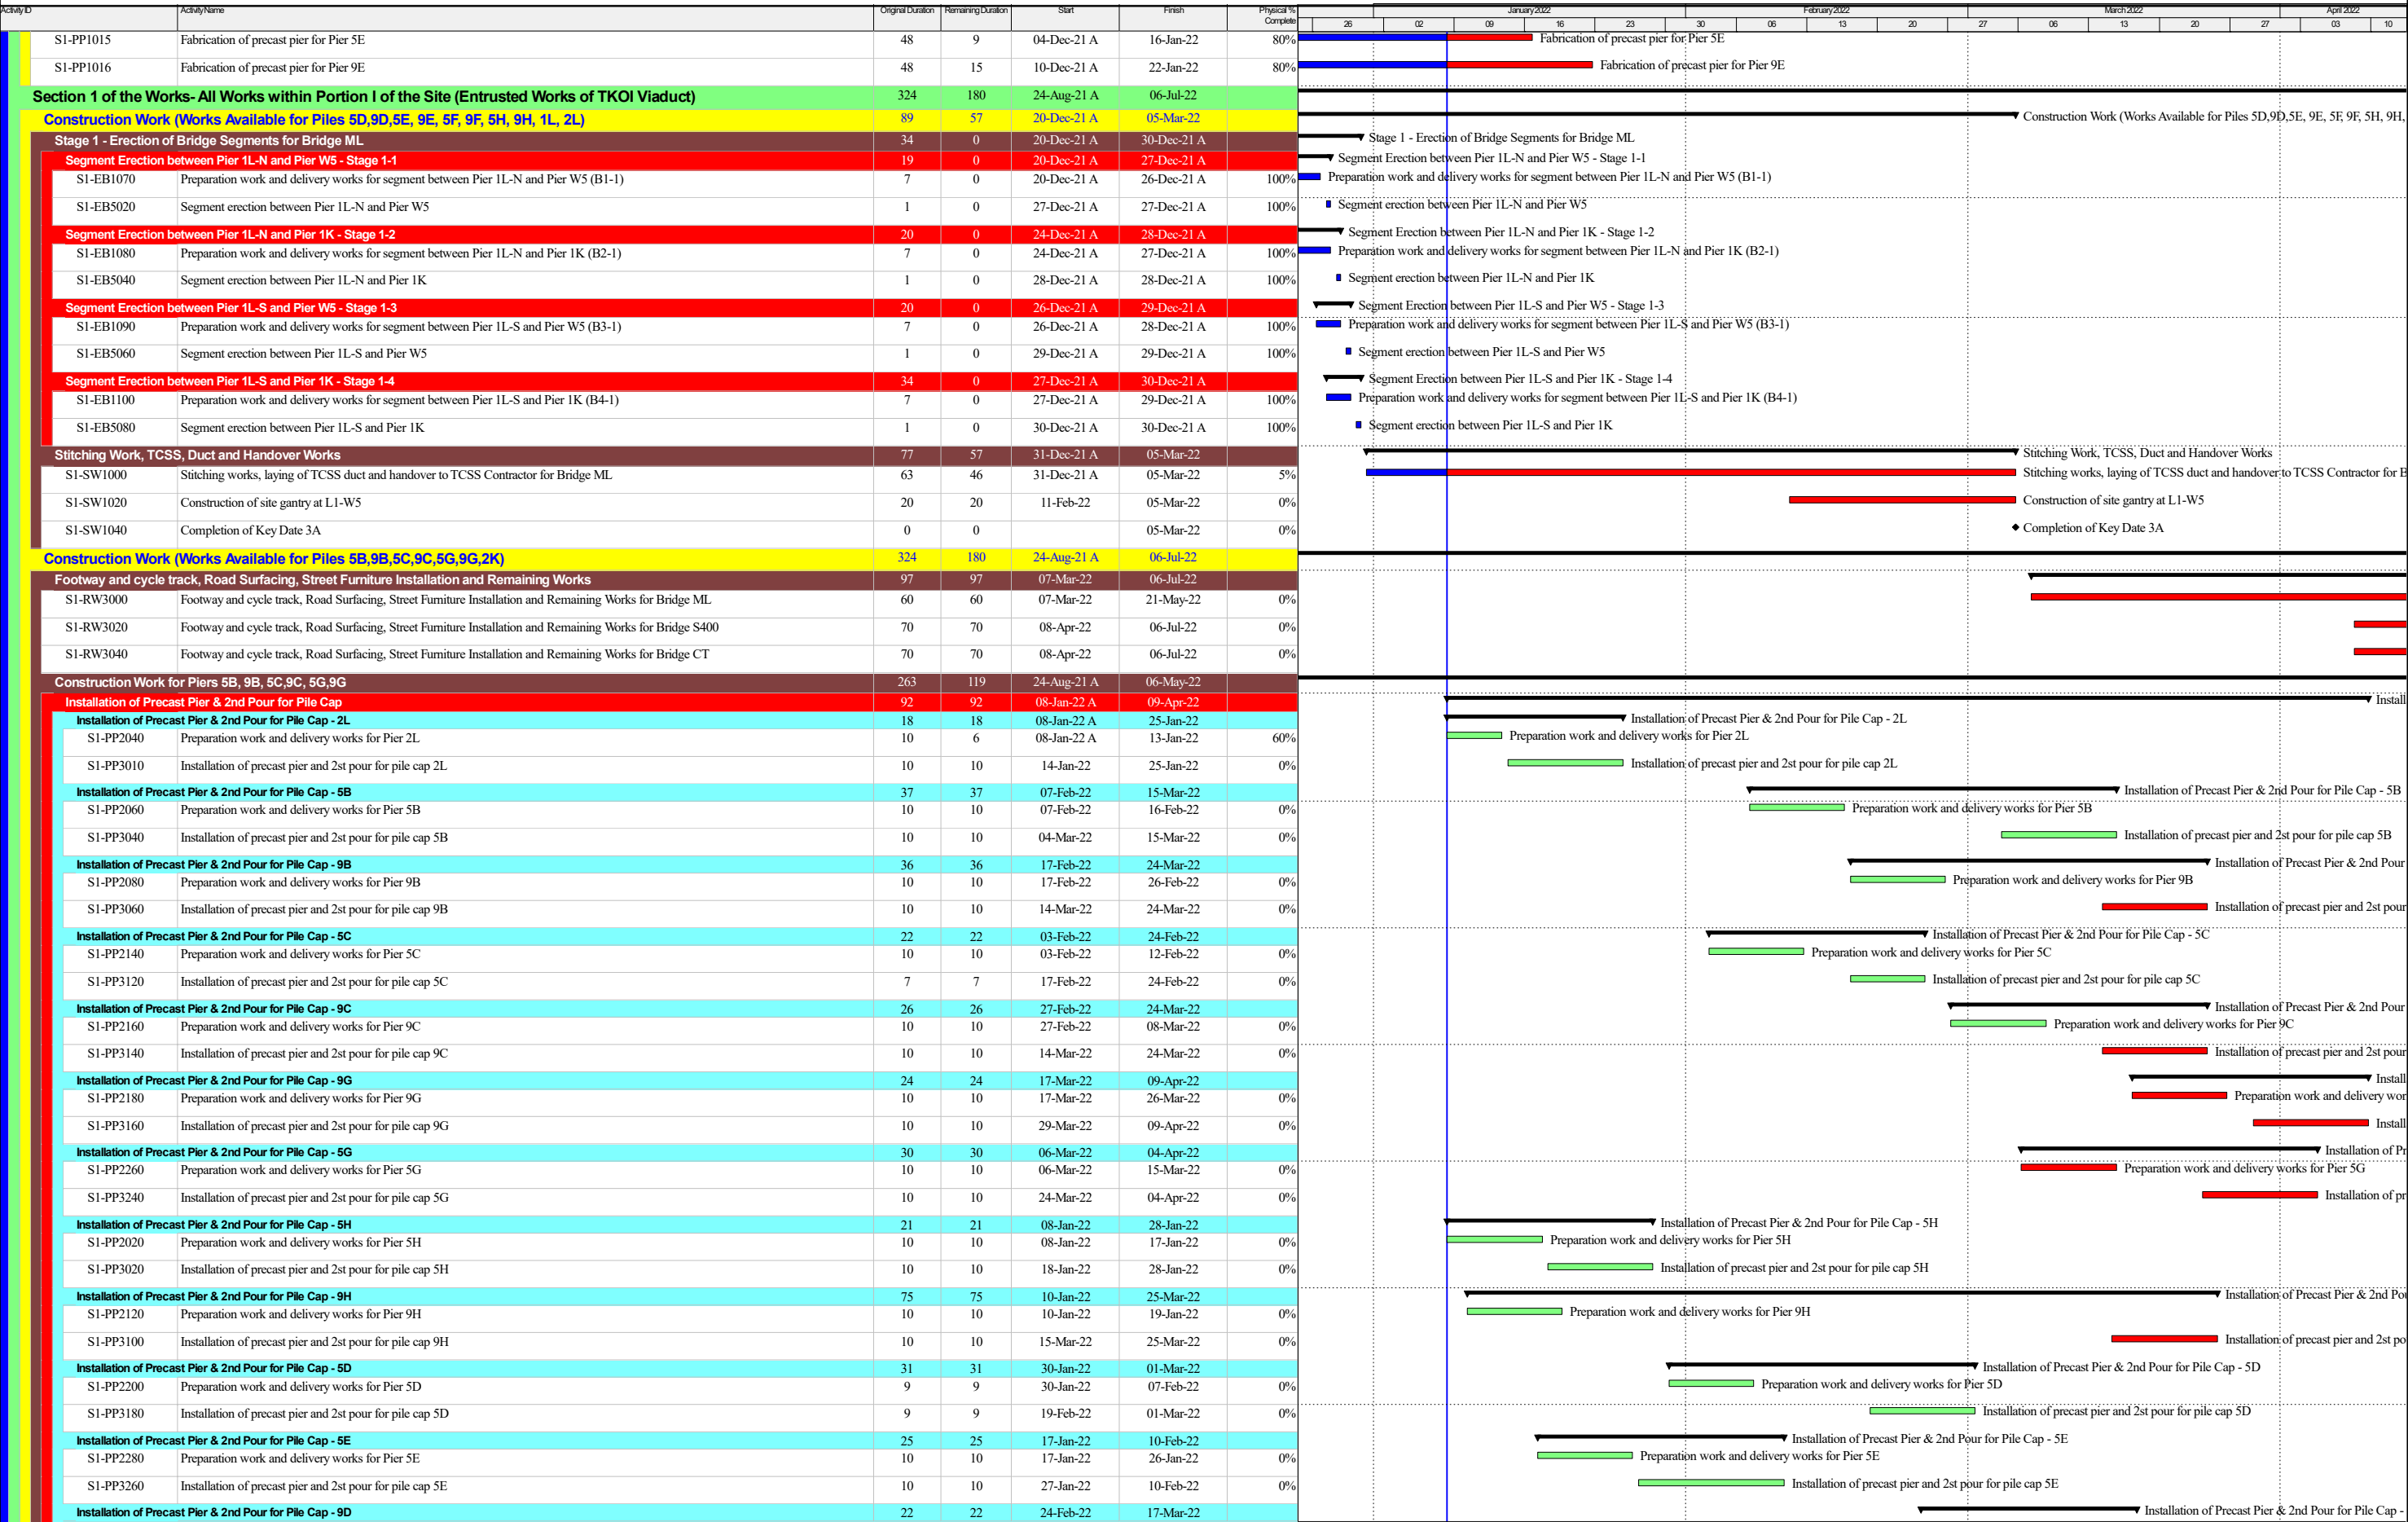 Activity ID Activity Name Original Duration Remaining Duration Start Finish Physical % Complete
January 2022 February 2022 March 2022 April 2022
26 02 09 16 23 30 06 13 20 27 06 13 20 27 03 10
S1-PP1015 Fabrication of precast pier for Pier 5E 48 9 04-Dec-21 A 16-Jan-22 80% Fabrication of precast pier for Pier 5E
S1-PP1016 Fabrication of precast pier for Pier 9E 48 15 10-Dec-21 A 22-Jan-22 80% Fabrication of precast pier for Pier 9E
Section 1 of the Works- All Works within Portion I of the Site (Entrusted Works of TKOI Viaduct) 324 180 24-Aug-21 A 06-Jul-22
Construction Work (Works Available for Piles 5D,9D,5E, 9E, 5F, 9F, 5H, 9H, 1L, 2L) 89 57 20-Dec-21 A 05-Mar-22 Construction Work (Works Available for Piles 5D,9D,5E, 9E, 5F, 9F, 5H, 9H,
Stage 1 - Erection of Bridge Segments for Bridge ML 34 0 20-Dec-21 A 30-Dec-21 A Stage 1 - Erection of Bridge Segments for Bridge ML
Segment Erection between Pier 1L-N and Pier W5 - Stage 1-1 19 0 20-Dec-21 A 27-Dec-21 A Segment Erection between Pier 1L-N and Pier W5 - Stage 1-1
S1-EB1070 Preparation work and delivery works for segment between Pier 1L-N and Pier W5 (B1-1) 7 0 20-Dec-21 A 26-Dec-21 A 100% Preparation work and delivery works for segment between Pier 1L-N and Pier W5 (B1-1)
S1-EB5020 Segment erection between Pier 1L-N and Pier W5 1 0 27-Dec-21 A 27-Dec-21 A 100% Segment erection between Pier 1L-N and Pier W5
Segment Erection between Pier 1L-N and Pier 1K - Stage 1-2 20 0 24-Dec-21 A 28-Dec-21 A Segment Erection between Pier 1L-N and Pier 1K - Stage 1-2
S1-EB1080 Preparation work and delivery works for segment between Pier 1L-N and Pier 1K (B2-1) 7 0 24-Dec-21 A 27-Dec-21 A 100% Preparation work and delivery works for segment between Pier 1L-N and Pier 1K (B2-1)
S1-EB5040 Segment erection between Pier 1L-N and Pier 1K 1 0 28-Dec-21 A 28-Dec-21 A 100% Segment erection between Pier 1L-N and Pier 1K
Segment Erection between Pier 1L-S and Pier W5 - Stage 1-3 20 0 26-Dec-21 A 29-Dec-21 A Segment Erection between Pier 1L-S and Pier W5 - Stage 1-3
S1-EB1090 Preparation work and delivery works for segment between Pier 1L-S and Pier W5 (B3-1) 7 0 26-Dec-21 A 28-Dec-21 A 100% Preparation work and delivery works for segment between Pier 1L-S and Pier W5 (B3-1)
S1-EB5060 Segment erection between Pier 1L-S and Pier W5 1 0 29-Dec-21 A 29-Dec-21 A 100% Segment erection between Pier 1L-S and Pier W5
Segment Erection between Pier 1L-S and Pier 1K - Stage 1-4 34 0 27-Dec-21 A 30-Dec-21 A Segment Erection between Pier 1L-S and Pier 1K - Stage 1-4
S1-EB1100 Preparation work and delivery works for segment between Pier 1L-S and Pier 1K (B4-1) 7 0 27-Dec-21 A 29-Dec-21 A 100% Preparation work and delivery works for segment between Pier 1L-S and Pier 1K (B4-1)
S1-EB5080 Segment erection between Pier 1L-S and Pier 1K 1 0 30-Dec-21 A 30-Dec-21 A 100% Segment erection between Pier 1L-S and Pier 1K
Stitching Work, TCSS, Duct and Handover Works 77 57 31-Dec-21 A 05-Mar-22 Stitching Work, TCSS, Duct and Handover Works
S1-SW1000 Stitching works, laying of TCSS duct and handover to TCSS Contractor for Bridge ML 63 46 31-Dec-21 A 05-Mar-22 5% Stitching works, laying of TCSS duct and handover to TCSS Contractor for B
S1-SW1020 Construction of site gantry at L1-W5 20 20 11-Feb-22 05-Mar-22 0% Construction of site gantry at L1-W5
S1-SW1040 Completion of Key Date 3A 0 0 05-Mar-22 0% Completion of Key Date 3A
Construction Work (Works Available for Piles 5B,9B,5C,9C,5G,9G,2K) 324 180 24-Aug-21 A 06-Jul-22
Footway and cycle track, Road Surfacing, Street Furniture Installation and Remaining Works 97 97 07-Mar-22 06-Jul-22
S1-RW3000 Footway and cycle track, Road Surfacing, Street Furniture Installation and Remaining Works for Bridge ML 60 60 07-Mar-22 21-May-22 0%
S1-RW3020 Footway and cycle track, Road Surfacing, Street Furniture Installation and Remaining Works for Bridge S400 70 70 08-Apr-22 06-Jul-22 0%
S1-RW3040 Footway and cycle track, Road Surfacing, Street Furniture Installation and Remaining Works for Bridge CT 70 70 08-Apr-22 06-Jul-22 0%
Construction Work for Piers 5B, 9B, 5C,9C, 5G,9G 263 119 24-Aug-21 A 06-May-22
Installation of Precast Pier & 2nd Pour for Pile Cap 92 92 08-Jan-22 A 09-Apr-22 Install
Installation of Precast Pier & 2nd Pour for Pile Cap - 2L 18 18 08-Jan-22 A 25-Jan-22 Installation of Precast Pier & 2nd Pour for Pile Cap - 2L
S1-PP2040 Preparation work and delivery works for Pier 2L 10 6 08-Jan-22 A 13-Jan-22 60% Preparation work and delivery works for Pier 2L
S1-PP3010 Installation of precast pier and 2st pour for pile cap 2L 10 10 14-Jan-22 25-Jan-22 0% Installation of precast pier and 2st pour for pile cap 2L
Installation of Precast Pier & 2nd Pour for Pile Cap - 5B 37 37 07-Feb-22 15-Mar-22 Installation of Precast Pier & 2nd Pour for Pile Cap - 5B
S1-PP2060 Preparation work and delivery works for Pier 5B 10 10 07-Feb-22 16-Feb-22 0% Preparation work and delivery works for Pier 5B
S1-PP3040 Installation of precast pier and 2st pour for pile cap 5B 10 10 04-Mar-22 15-Mar-22 0% Installation of precast pier and 2st pour for pile cap 5B
Installation of Precast Pier & 2nd Pour for Pile Cap - 9B 36 36 17-Feb-22 24-Mar-22 Installation of Precast Pier & 2nd Pour
S1-PP2080 Preparation work and delivery works for Pier 9B 10 10 17-Feb-22 26-Feb-22 0% Preparation work and delivery works for Pier 9B
S1-PP3060 Installation of precast pier and 2st pour for pile cap 9B 10 10 14-Mar-22 24-Mar-22 0% Installation of precast pier and 2st pour
Installation of Precast Pier & 2nd Pour for Pile Cap - 5C 22 22 03-Feb-22 24-Feb-22 Installation of Precast Pier & 2nd Pour for Pile Cap - 5C
S1-PP2140 Preparation work and delivery works for Pier 5C 10 10 03-Feb-22 12-Feb-22 0% Preparation work and delivery works for Pier 5C
S1-PP3120 Installation of precast pier and 2st pour for pile cap 5C 7 7 17-Feb-22 24-Feb-22 0% Installation of precast pier and 2st pour for pile cap 5C
Installation of Precast Pier & 2nd Pour for Pile Cap - 9C 26 26 27-Feb-22 24-Mar-22 Installation of Precast Pier & 2nd Pour
S1-PP2160 Preparation work and delivery works for Pier 9C 10 10 27-Feb-22 08-Mar-22 0% Preparation work and delivery works for Pier 9C
S1-PP3140 Installation of precast pier and 2st pour for pile cap 9C 10 10 14-Mar-22 24-Mar-22 0% Installation of precast pier and 2st pour
Installation of Precast Pier & 2nd Pour for Pile Cap - 9G 24 24 17-Mar-22 09-Apr-22 Install
S1-PP2180 Preparation work and delivery works for Pier 9G 10 10 17-Mar-22 26-Mar-22 0% Preparation work and delivery wor
S1-PP3160 Installation of precast pier and 2st pour for pile cap 9G 10 10 29-Mar-22 09-Apr-22 0% Install
Installation of Precast Pier & 2nd Pour for Pile Cap - 5G 30 30 06-Mar-22 04-Apr-22 Installation of Pr
S1-PP2260 Preparation work and delivery works for Pier 5G 10 10 06-Mar-22 15-Mar-22 0% Preparation work and delivery works for Pier 5G
S1-PP3240 Installation of precast pier and 2st pour for pile cap 5G 10 10 24-Mar-22 04-Apr-22 0% Installation of pr
Installation of Precast Pier & 2nd Pour for Pile Cap - 5H 21 21 08-Jan-22 28-Jan-22 Installation of Precast Pier & 2nd Pour for Pile Cap - 5H
S1-PP2020 Preparation work and delivery works for Pier 5H 10 10 08-Jan-22 17-Jan-22 0% Preparation work and delivery works for Pier 5H
S1-PP3020 Installation of precast pier and 2st pour for pile cap 5H 10 10 18-Jan-22 28-Jan-22 0% Installation of precast pier and 2st pour for pile cap 5H
Installation of Precast Pier & 2nd Pour for Pile Cap - 9H 75 75 10-Jan-22 25-Mar-22 Installation of Precast Pier & 2nd Pou
S1-PP2120 Preparation work and delivery works for Pier 9H 10 10 10-Jan-22 19-Jan-22 0% Preparation work and delivery works for Pier 9H
S1-PP3100 Installation of precast pier and 2st pour for pile cap 9H 10 10 15-Mar-22 25-Mar-22 0% Installation of precast pier and 2st po
Installation of Precast Pier & 2nd Pour for Pile Cap - 5D 31 31 30-Jan-22 01-Mar-22 Installation of Precast Pier & 2nd Pour for Pile Cap - 5D
S1-PP2200 Preparation work and delivery works for Pier 5D 9 9 30-Jan-22 07-Feb-22 0% Preparation work and delivery works for Pier 5D
S1-PP3180 Installation of precast pier and 2st pour for pile cap 5D 9 9 19-Feb-22 01-Mar-22 0% Installation of precast pier and 2st pour for pile cap 5D
Installation of Precast Pier & 2nd Pour for Pile Cap - 5E 25 25 17-Jan-22 10-Feb-22 Installation of Precast Pier & 2nd Pour for Pile Cap - 5E
S1-PP2280 Preparation work and delivery works for Pier 5E 10 10 17-Jan-22 26-Jan-22 0% Preparation work and delivery works for Pier 5E
S1-PP3260 Installation of precast pier and 2st pour for pile cap 5E 10 10 27-Jan-22 10-Feb-22 0% Installation of precast pier and 2st pour for pile cap 5E
Installation of Precast Pier & 2nd Pour for Pile Cap - 9D 22 22 24-Feb-22 17-Mar-22 Installation of Precast Pier & 2nd Pour for Pile Cap -